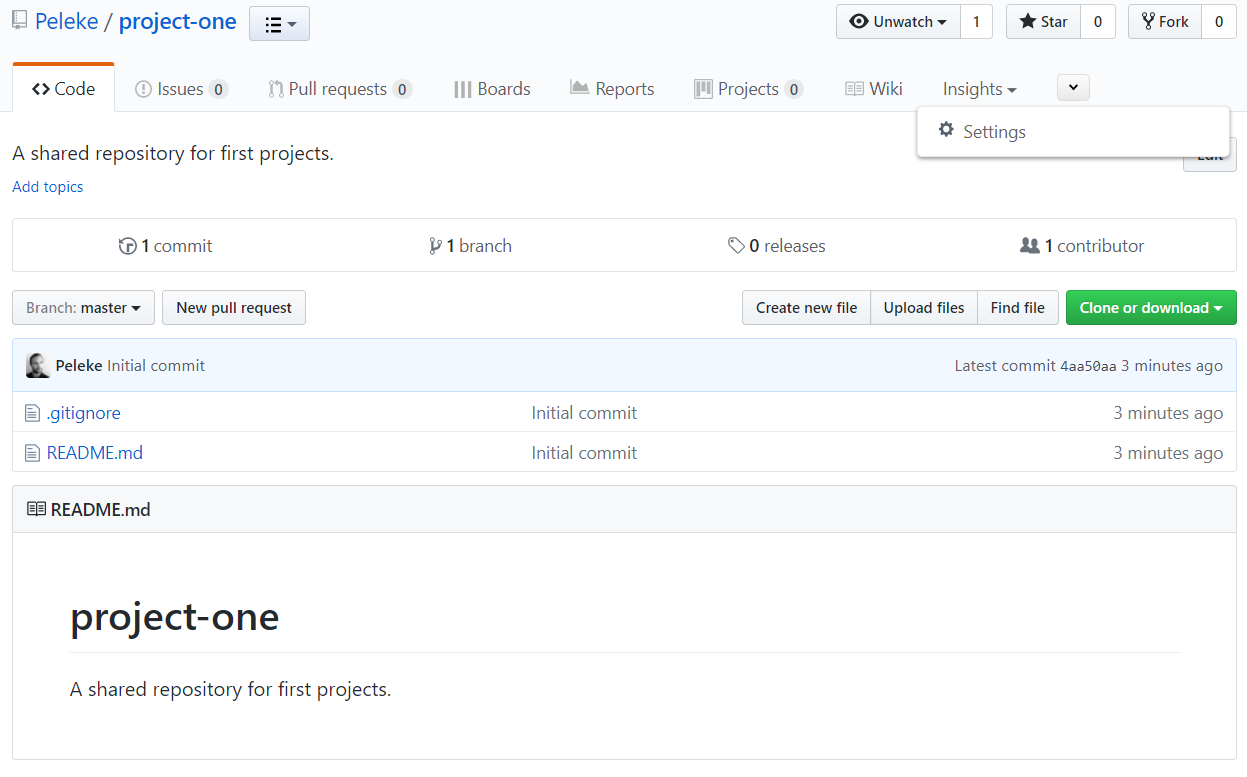 Peleke / project-one
Unwatch 1 Star 0 Fork 0
Code Issues 0 Pull requests 0 Boards Reports Projects 0 Wiki Insights
Settings
A shared repository for first projects.
Edit
Add topics
1 commit 1 branch 0 releases 1 contributor
Branch: master New pull request Create new file Upload files Find file Clone or download
Peleke Initial commit Latest commit 4aa50aa 3 minutes ago
.gitignore Initial commit 3 minutes ago
README.md Initial commit 3 minutes ago
README.md
project-one
A shared repository for first projects.